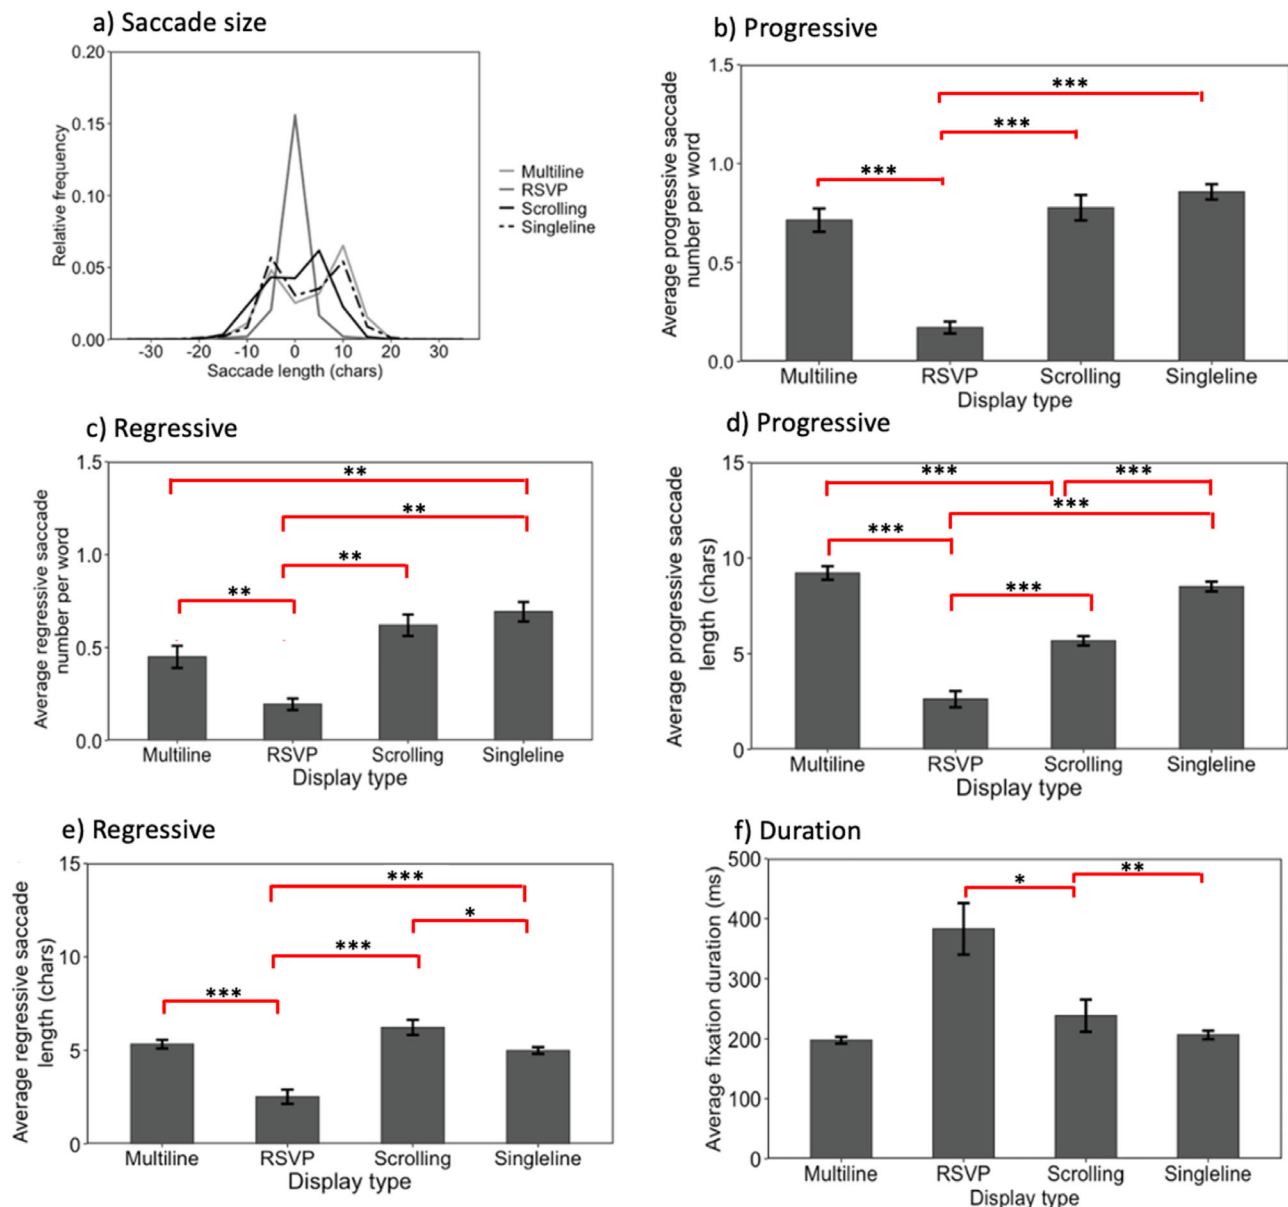 a) Saccade size
0.20
0.15
0.10
0.05
0.00
Relative frequency
-30 -20 -10 0 10 20 30
Saccade length (chars)
Multiline
RSVP
Scrolling
Singleline
b) Progressive
1.5
1.0
0.5
0.0
Average progressive saccade
number per word
***
***
***
Multiline RSVP Scrolling Singleline
Display type
c) Regressive
1.5
1.0
0.5
0.0
Average regressive saccade
number per word
**
**
**
**
Multiline RSVP Scrolling Singleline
Display type
d) Progressive
15
10
5
0
Average progressive saccade
length (chars)
*** ***
***
***
***
Multiline RSVP Scrolling Singleline
Display type
e) Regressive
15
10
5
0
Average regressive saccade
length (chars)
***
*
***
***
Multiline RSVP Scrolling Singleline
Display type
f) Duration
500
400
300
200
100
0
Average fixation duration (ms)
* **
Multiline RSVP Scrolling Singleline
Display type